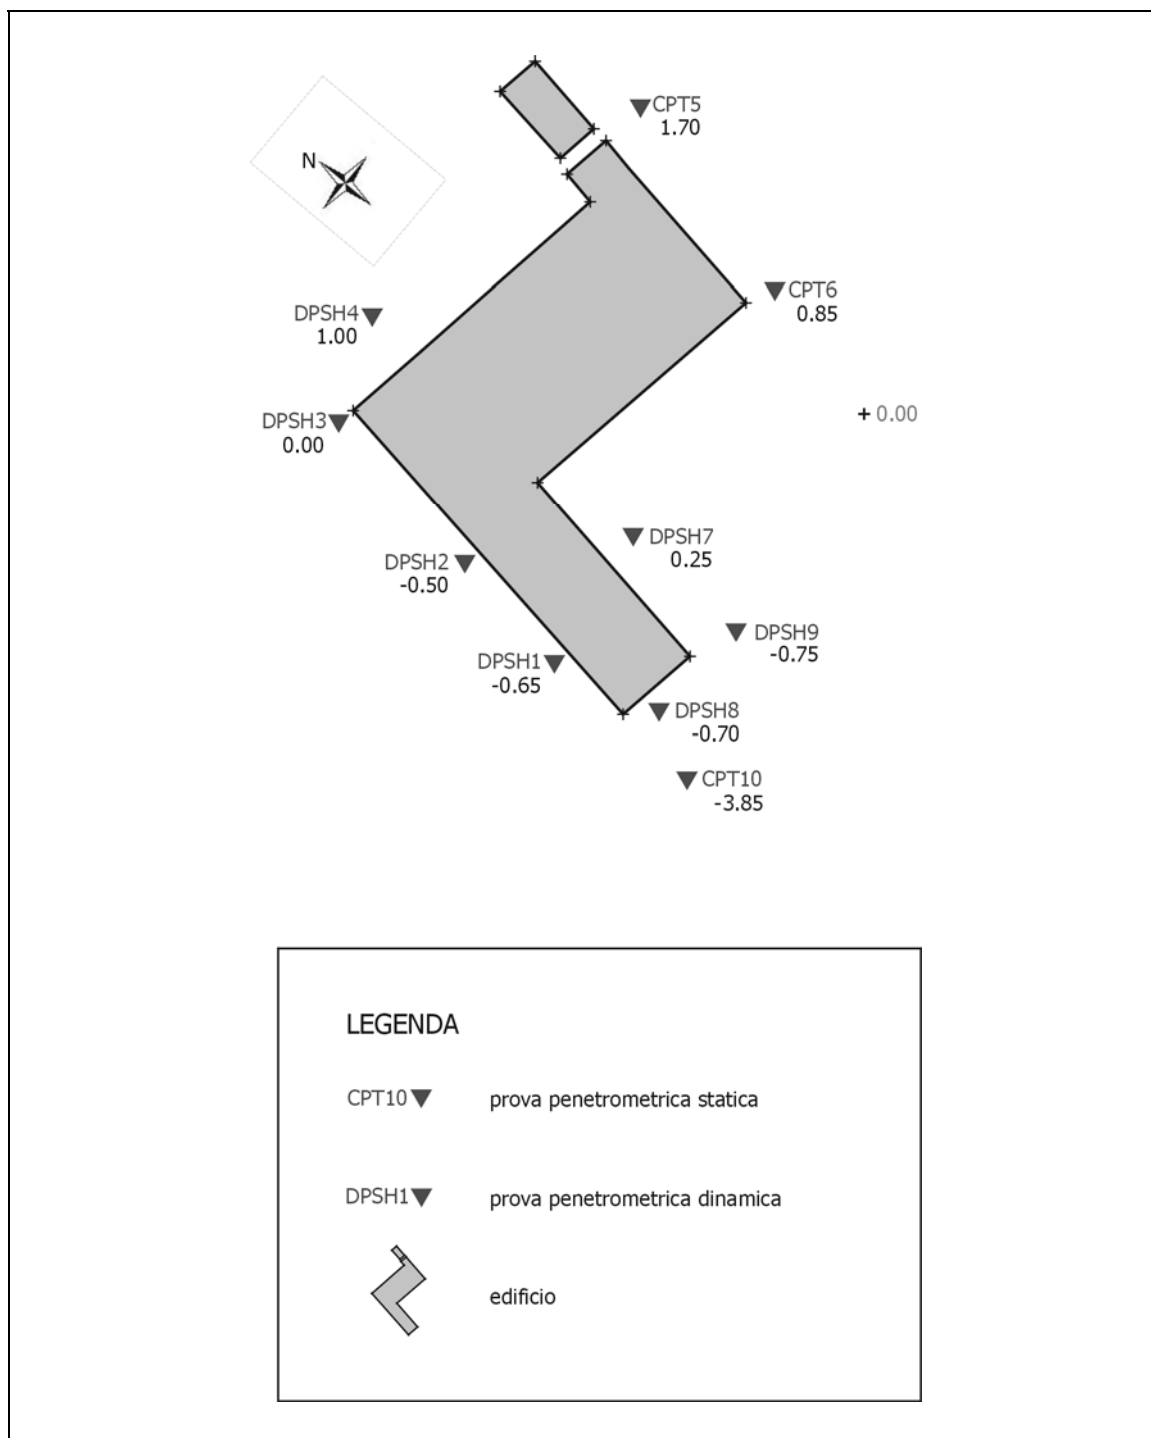 CPT5
1.70
N
CPT6
0.85
DPSH4
1.00
+ 0.00
DPSH3
0.00
DPSH7
0.25
DPSH2
-0.50
DPSH9
-0.75
DPSH1
-0.65
DPSH8
-0.70
CPT10
-3.85
LEGENDA
CPT10 prova penetrometrica statica
DPSH1 prova penetrometrica dinamica
edificio